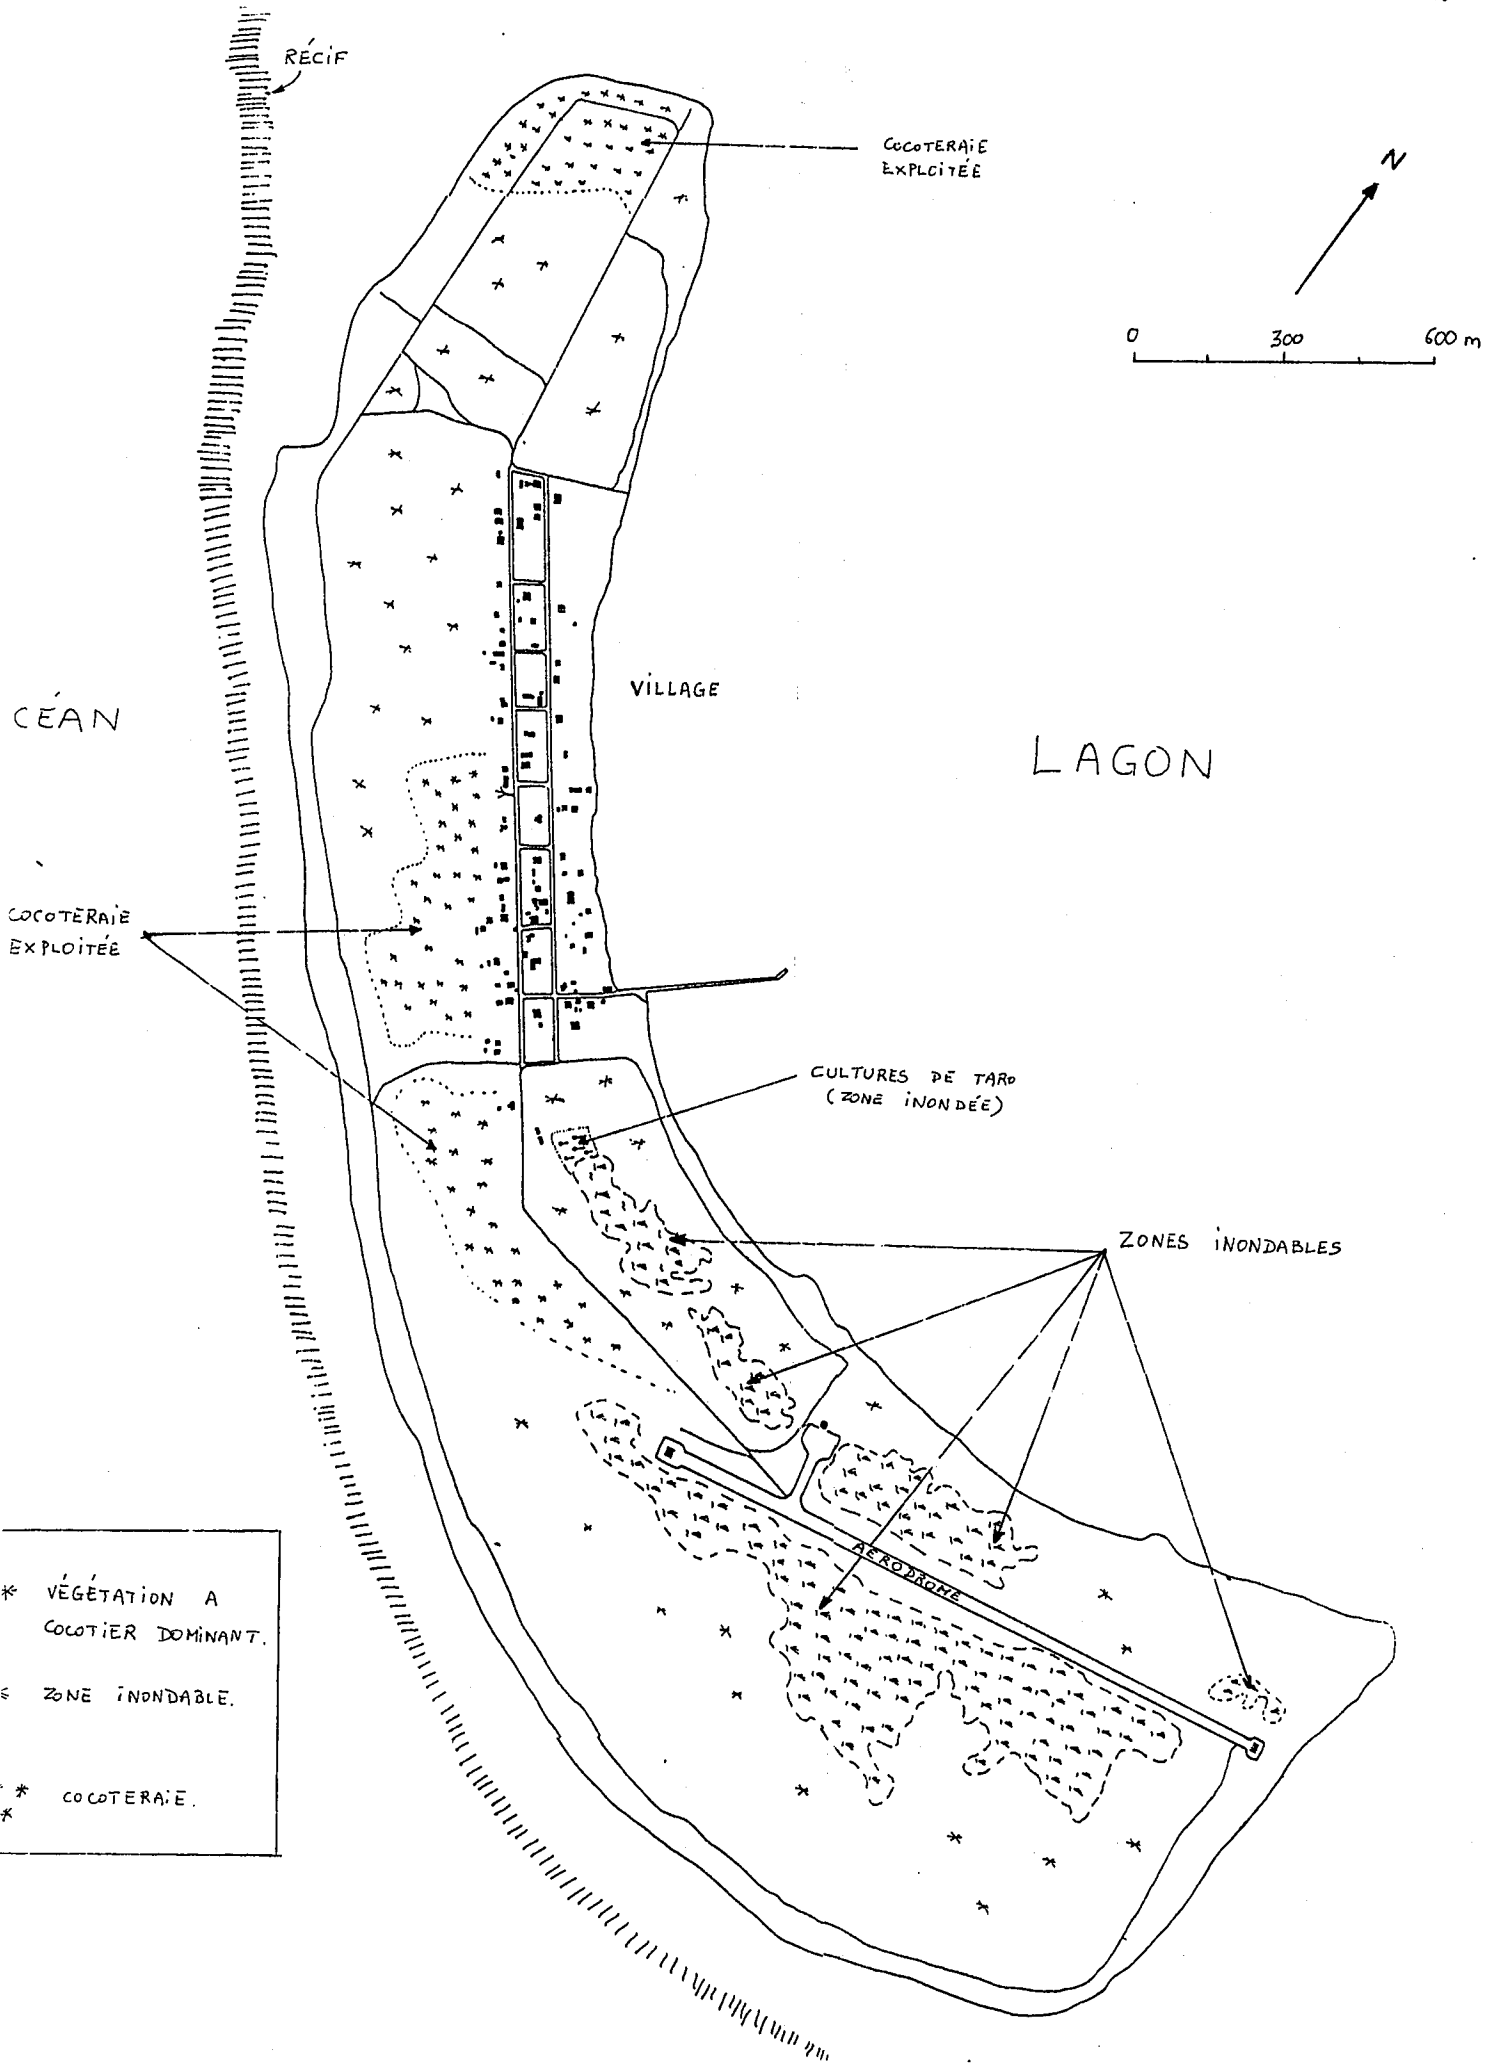 RÉCIF
COCOTERAIE
EXPLOITÉE
N
0 300 600 m
VILLAGE
CÉAN
LAGON
COCOTERAIE
EXPLOITÉE
CULTURES DE TARO
(ZONE INONDÉE)
ZONES INONDABLES
AERODROME
VÉGÉTATION A
COCOTIER DOMINANT.
ZONE INONDABLE.
COCOTERAIE.